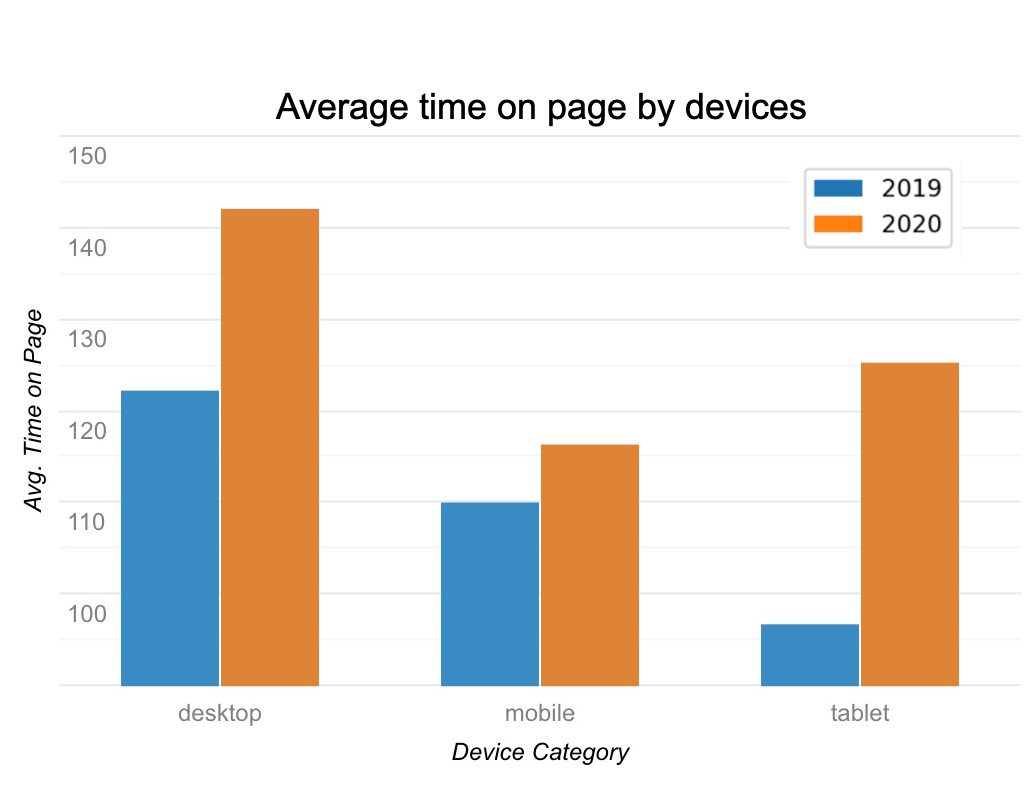 Average time on page by devices
150
2019
2020
140
130
120
110
100
Avg. Time on Page
desktop
mobile
tablet
Device Category